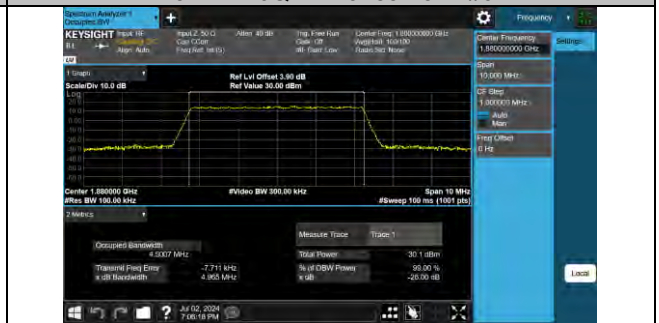 Spectrum Analyzer 1
Occupied BW
Frequency
KEYSIGHT Input: RF
Input Z: 50 Ω
Atten: 40 dB
Trig: Free Run
Center Freq: 1.880000000 GHz
Gate: Off
Avg|Hold: 100/100
Align: Auto
Radio Std: None
Center Frequency
1.880000000 GHz
Settings
Span
10.000 MHz
CF Step
1.000000 MHz
Auto
Man
Freq Offset
0 Hz
1 Graph
Scale/Div 10.0 dB
Ref Lvl Offset 3.90 dB
Ref Value 30.00 dBm
Log
Center 1.880000 GHz
#Video BW 300.00 kHz
Span 10 MHz
#Res BW 100.00 kHz
#Sweep 100 ms (1001 pts)
2 Metrics
Measure Trace
Trace 1
Occupied Bandwidth
4.5007 MHz
Total Power
30.1 dBm
Transmit Freq Error
-7.711 kHz
% of OBW Power
99.00 %
x dB Bandwidth
4.965 MHz
x dB
-26.00 dB
Local
Jul 02, 2024